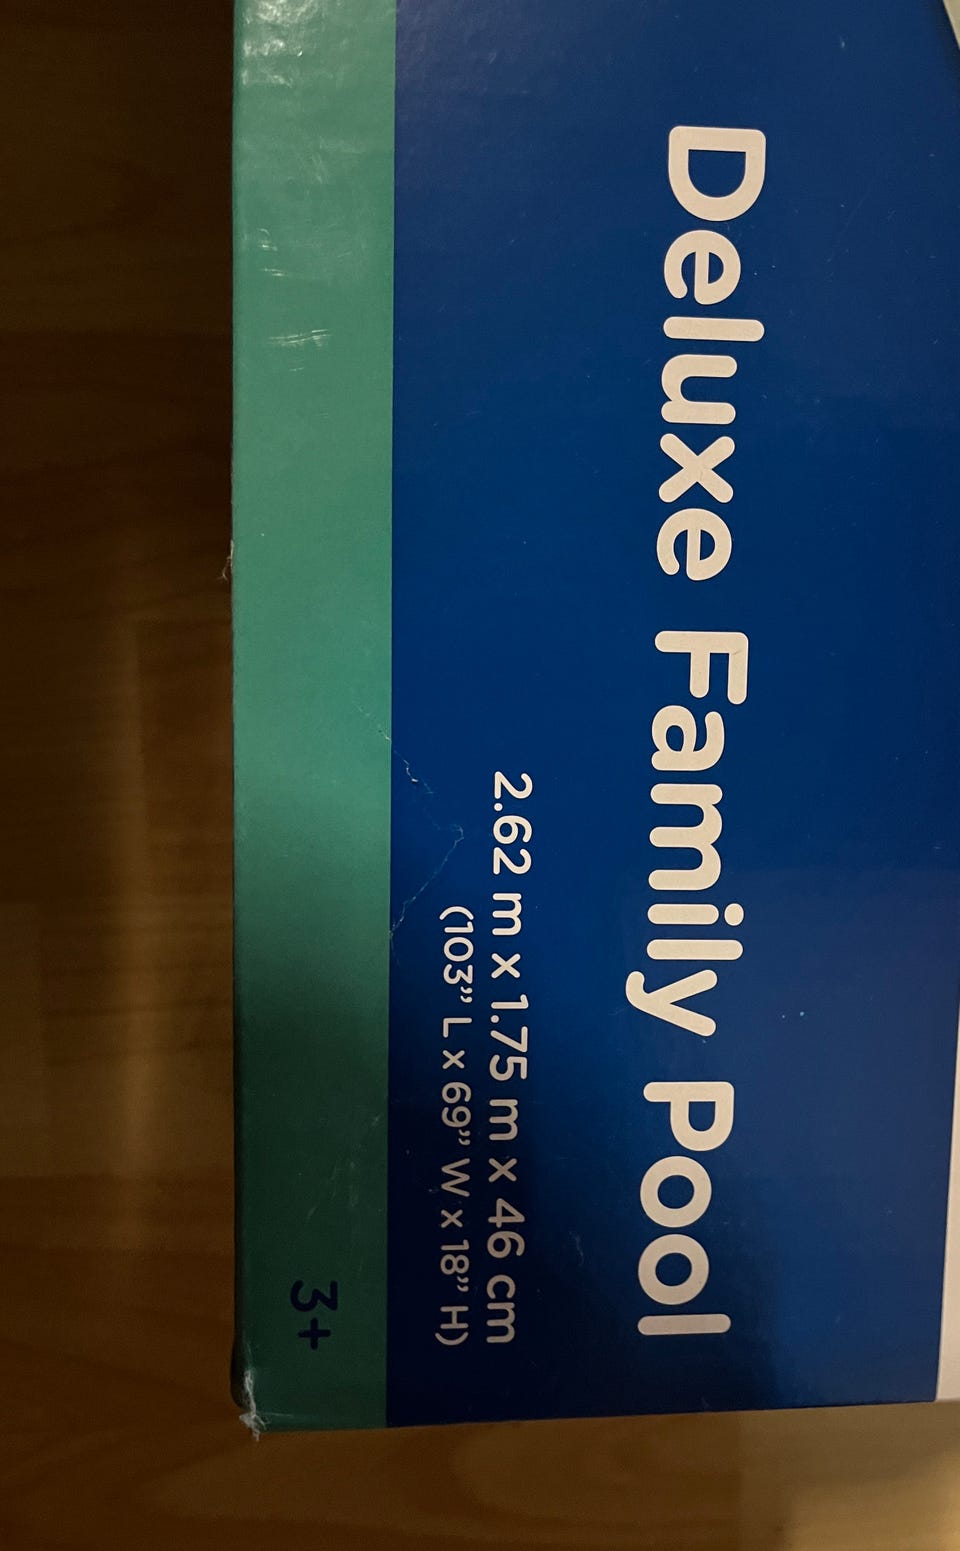 Deluxe Family Pool
2.62 m x 1.75 m x 46 cm
(103” L x 69” W x 18” H)
3+